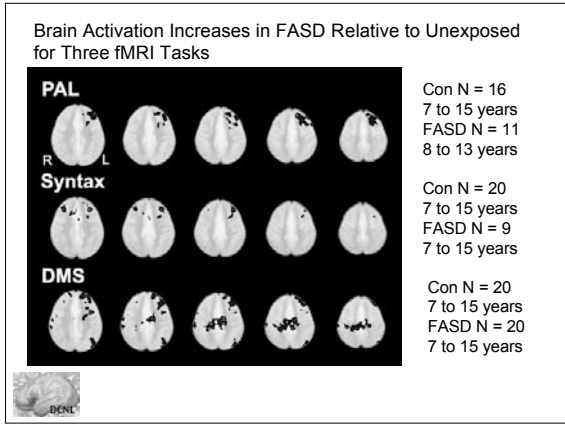 Brain Activation Increases in FASD Relative to Unexposed
for Three fMRI Tasks
PAL
R
L
Syntax
DMS
Con N = 16
7 to 15 years
FASD N = 11
8 to 13 years
Con N = 20
7 to 15 years
FASD N = 9
7 to 15 years
Con N = 20
7 to 15 years
FASD N = 20
7 to 15 years
DCNL